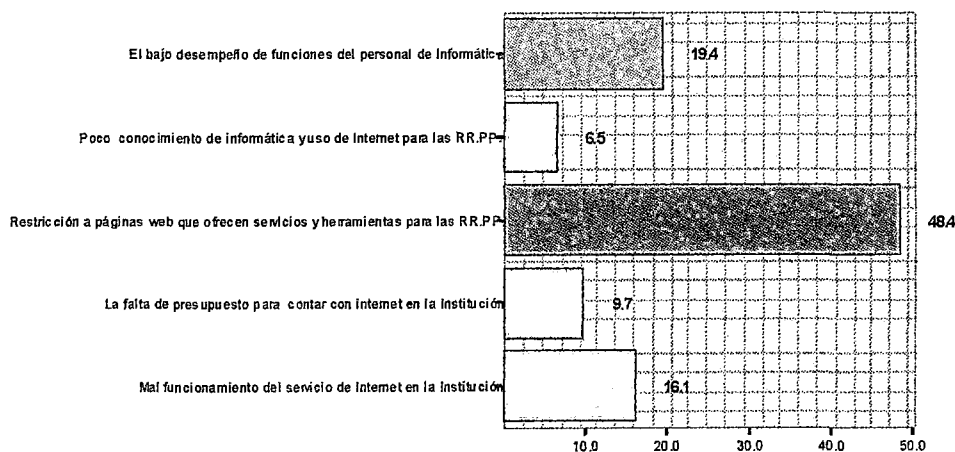 El bajo desempeño de funciones del personal de Informática
19.4
Poco conocimiento de informática y uso de Internet para las RR.PP.
6.5
Restricción a páginas web que ofrecen servicios y herramientas para las RR.PP
48.4
La falta de presupuesto para contar con internet en la Institución
9.7
Mal funcionamiento del servicio de Internet en la Institución
16.1
10.0 20.0 30.0 40.0 50.0